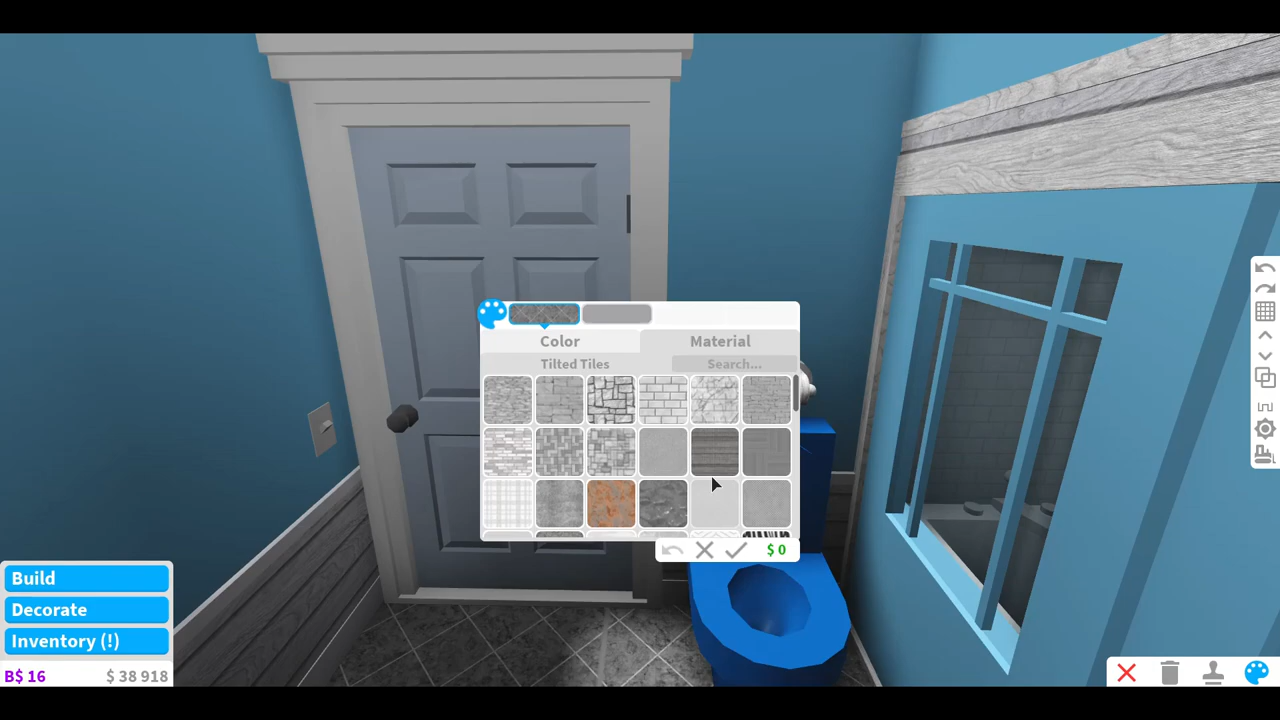 Color
Material
Tilted Tiles
Search...
$ 0
Build
Decorate
Inventory (!)
B$ 16
$ 38 918